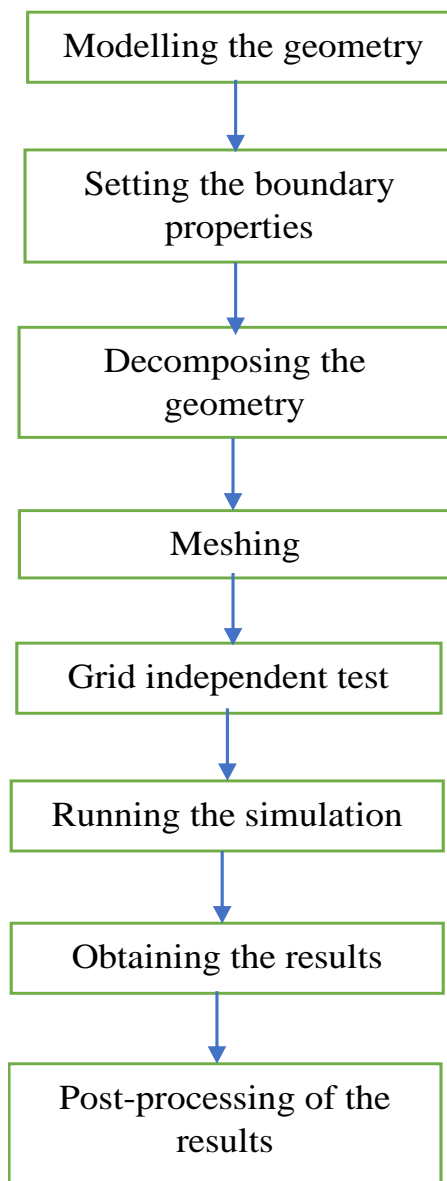 Modelling the geometry
Setting the boundary
properties
Decomposing the
geometry
Meshing
Grid independent test
Running the simulation
Obtaining the results
Post-processing of the
results